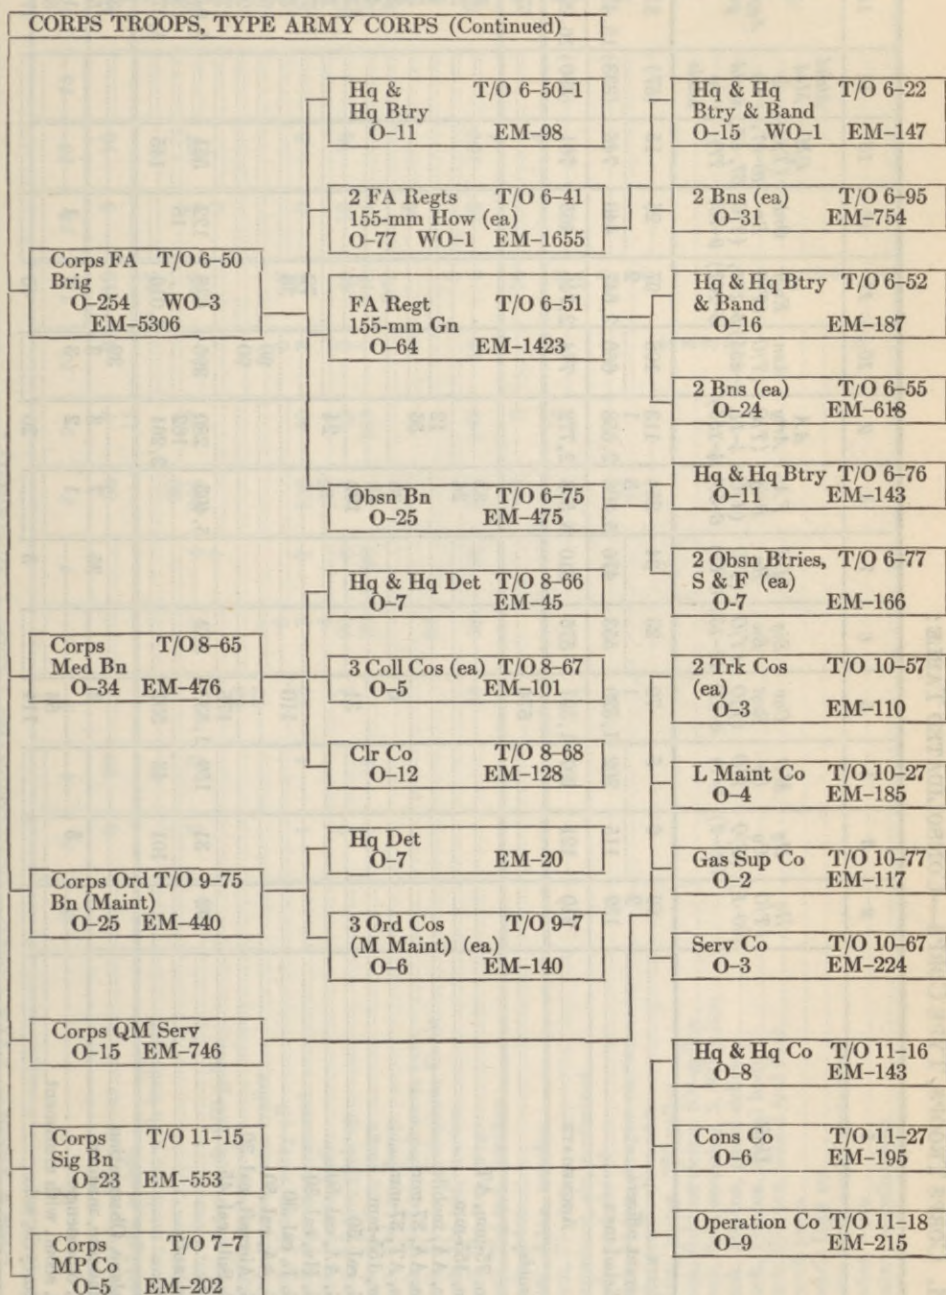 CORPS TROOPS, TYPE ARMY CORPS (Continued)
Corps FA T/O 6–50
Brig
O–254 WO–3
EM–5306
Hq & T/O 6–50–1
Hq Btry
O–11 EM–98
2 FA Regts T/O 6–41
155-mm How (ea)
O–77 WO–1 EM–1655
Hq & Hq T/O 6–22
Btry & Band
O–15 WO–1 EM–147
2 Bns (ea) T/O 6–95
O–31 EM–754
FA Regt T/O 6–51
155-mm Gn
O–64 EM–1423
Hq & Hq Btry T/O 6–52
& Band
O–16 EM–187
2 Bns (ea) T/O 6–55
O–24 EM–618
Obsn Bn T/O 6–75
O–25 EM–475
Hq & Hq Btry T/O 6–76
O–11 EM–143
2 Obsn Btries, T/O 6–77
S & F (ea)
O–7 EM–166
Corps T/O 8–65
Med Bn
O–34 EM–476
Hq & Hq Det T/O 8–66
O–7 EM–45
3 Coll Cos (ea) T/O 8–67
O–5 EM–101
Clr Co T/O 8–68
O–12 EM–128
Corps Ord T/O 9–75
Bn (Maint)
O–25 EM–440
Hq Det
O–7 EM–20
3 Ord Cos T/O 9–7
(M Maint) (ea)
O–6 EM–140
Corps QM Serv
O–15 EM–746
2 Trk Cos T/O 10–57
(ea)
O–3 EM–110
L Maint Co T/O 10–27
O–4 EM–185
Gas Sup Co T/O 10–77
O–2 EM–117
Serv Co T/O 10–67
O–3 EM–224
Corps T/O 11–15
Sig Bn
O–23 EM–553
Hq & Hq Co T/O 11–16
O–8 EM–143
Cons Co T/O 11–27
O–6 EM–195
Operation Co T/O 11–18
O–9 EM–215
Corps T/O 7–7
MP Co
O–5 EM–202